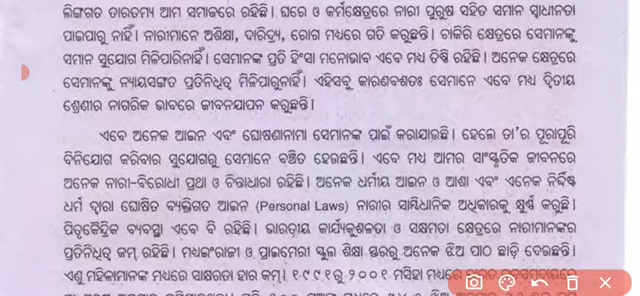 ଲିଙ୍ଗଗତ ତାରତମ୍ୟ ଆମ ସମାଜରେ ରହିଛି। ଘରେ ଓ କର୍ମକ୍ଷେତ୍ରରେ ନାରୀ ପୁରୁଷ ସହିତ ସମାନ ସ୍ୱାଧୀନତା
ପାଇପାରୁ ନାହିଁ। ନାରୀମାନେ ଅଶିକ୍ଷା, ଦାରିଦ୍ର୍ୟ, ରୋଗ ମଧ୍ୟରେ ଗତି କରୁଛନ୍ତି। ଚାକିରି କ୍ଷେତ୍ରରେ ସେମାନଙ୍କୁ
ସମାନ ସୁଯୋଗ ମିଳିପାରିନାହିଁ। ସେମାନଙ୍କ ପ୍ରତି ହିଂସା ମନୋଭାବ ଏବେ ମଧ୍ୟ ତିଷ୍ଠି ରହିଛି। ଅନେକ କ୍ଷେତ୍ରରେ
ସେମାନଙ୍କୁ ନ୍ୟାୟସଙ୍ଗତ ପ୍ରତିନିଧିତ୍ୱ ମିଳିପାରୁନାହିଁ। ଏହିସବୁ କାରଣବଶତଃ ସେମାନେ ଏବେ ମଧ୍ୟ ଦ୍ୱିତୀୟ
ଶ୍ରେଣୀର ନାଗରିକ ଭାବରେ ଜୀବନଯାପନ କରୁଛନ୍ତି।
ଏବେ ଅନେକ ଆଇନ ଏବଂ ଘୋଷଣାନାମା ସେମାନଙ୍କ ପାଇଁ କରାଯାଉଛି। ହେଲେ ତା'ର ପୂରାପୂରି
ବିନିଯୋଗ କରିବାର ସୁଯୋଗରୁ ସେମାନେ ବଞ୍ଚିତ ହେଉଛନ୍ତି। ଏବେ ମଧ୍ୟ ଆମର ସାଂସ୍କୃତିକ ଜୀବନରେ
ଅନେକ ନାରୀ-ବିରୋଧୀ ପ୍ରଥା ଓ ଚିନ୍ତାଧାରା ରହିଛି। ଅନେକ ଧର୍ମୀୟ ଆଇନ ଓ ଆଶା ଏବଂ ଏନେକ ନିର୍ଦ୍ଦିଷ୍ଟ
ଧର୍ମ ଦ୍ୱାରା ଘୋଷିତ ବ୍ୟକ୍ତିଗତ ଆଇନ (Personal Laws) ନାରୀର ସାମ୍ବିଧାନିକ ଅଧିକାରକୁ କ୍ଷୁର୍ଣ୍ଣ କରୁଛି।
ପିତୃକୈନ୍ଦ୍ରିକ ବ୍ୟବସ୍ଥା ଏବେ ବି ରହିଛି। ଭାରତୀୟ କାର୍ଯ୍ୟକୁଶଳତା ଓ ସକ୍ଷମତା କ୍ଷେତ୍ରରେ ନାରୀମାନଙ୍କର
ପ୍ରତିନିଧିତ୍ୱ କମ୍ ରହିଛି। ମଧ୍ୟଇଂରାଜୀ ଓ ପ୍ରାଇମେରୀ ସ୍କୁଲ ଶିକ୍ଷା ସ୍ତରରୁ ଅନେକ ଝିଅ ପାଠ ଛାଡ଼ି ଦେଉଛନ୍ତି।
ଏଣୁ ମହିଳାମାନଙ୍କ ମଧ୍ୟରେ ସାକ୍ଷରତା ହାର କମ୍। ୧୯୯୧ରୁ ୨୦୦୧ ମସିହା ମଧ୍ୟରେ